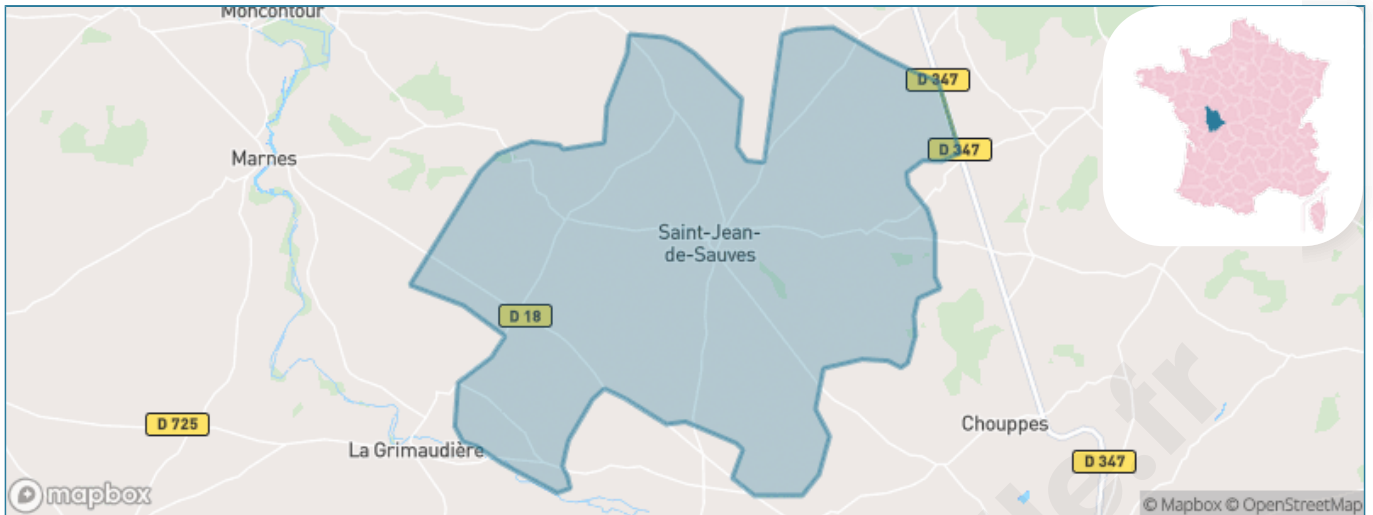 Moncontour
D 347
D 347
Marnes
Saint-Jean-
de-Sauves
D 18
Chouppes
D 725
La Grimaudière
D 347
mapbox
© Mapbox © OpenStreetMap